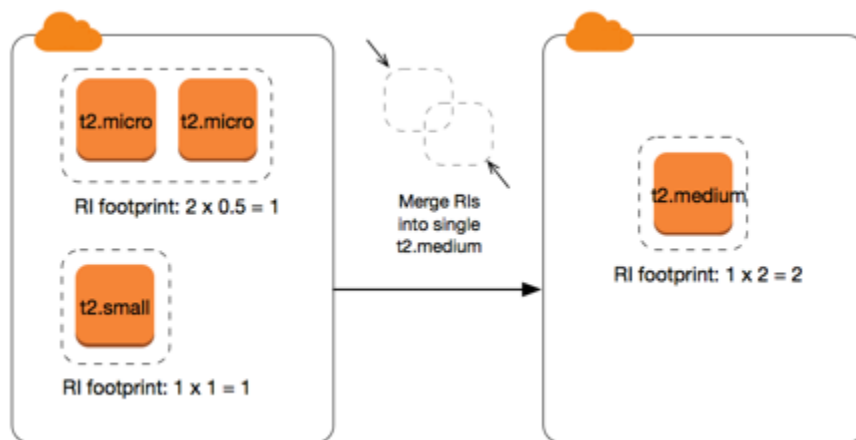 t2.micro
t2.micro
RI footprint: 2 x 0.5 = 1
t2.small
RI footprint: 1 x 1 = 1
Merge RIs
into single
t2.medium
t2.medium
RI footprint: 1 x 2 = 2